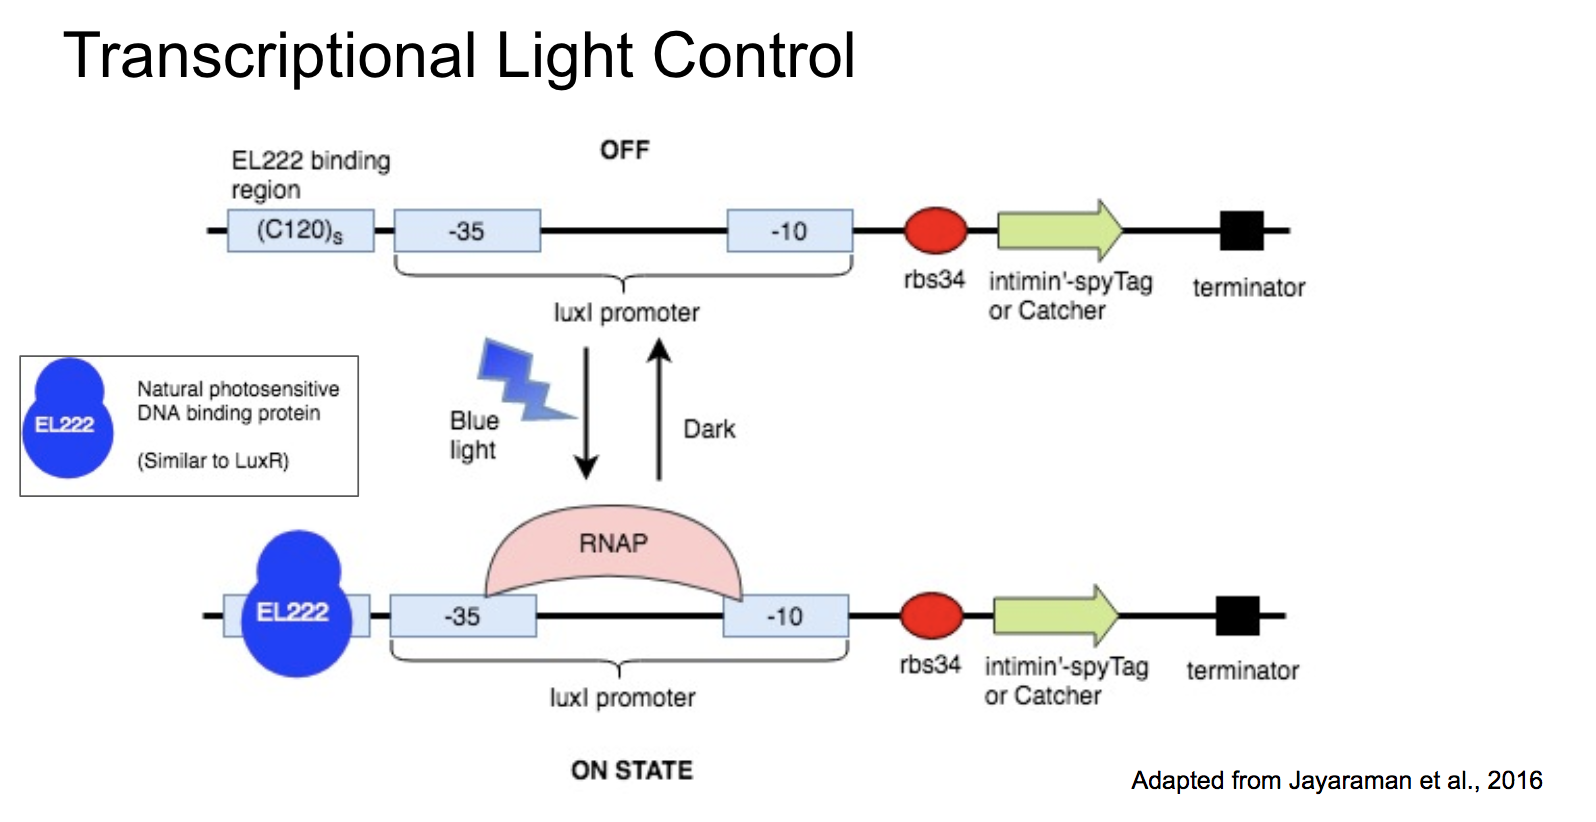 Transcriptional Light Control
OFF
EL222 binding
region
(C120)s
-35
-10
rbs34
intimin'-spyTag
or Catcher
terminator
luxI promoter
EL222
Natural photosensitive
DNA binding protein
(Similar to LuxR)
Blue
light
Dark
RNAP
EL222
-35
-10
rbs34
intimin'-spyTag
or Catcher
terminator
luxI promoter
ON STATE
Adapted from Jayaraman et al., 2016